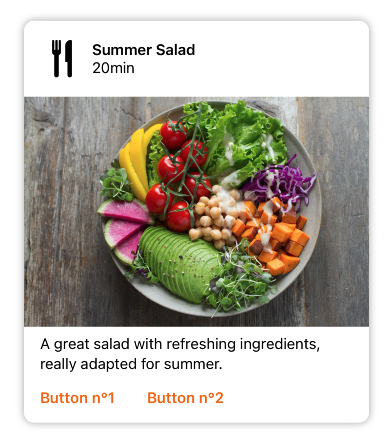 Summer Salad
20min
A great salad with refreshing ingredients,
really adapted for summer.
Button n°1 Button n°2